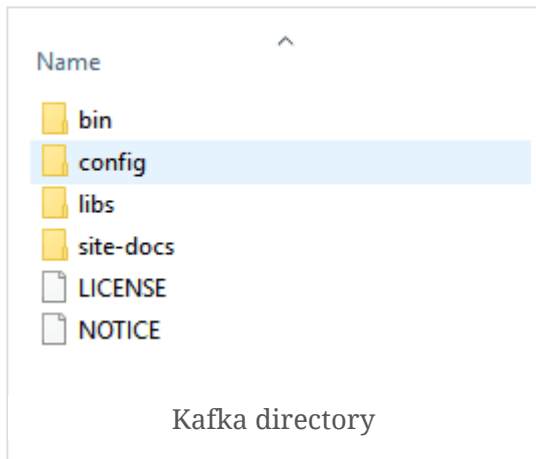 Name
bin
config
libs
site-docs
LICENSE
NOTICE
Kafka directory